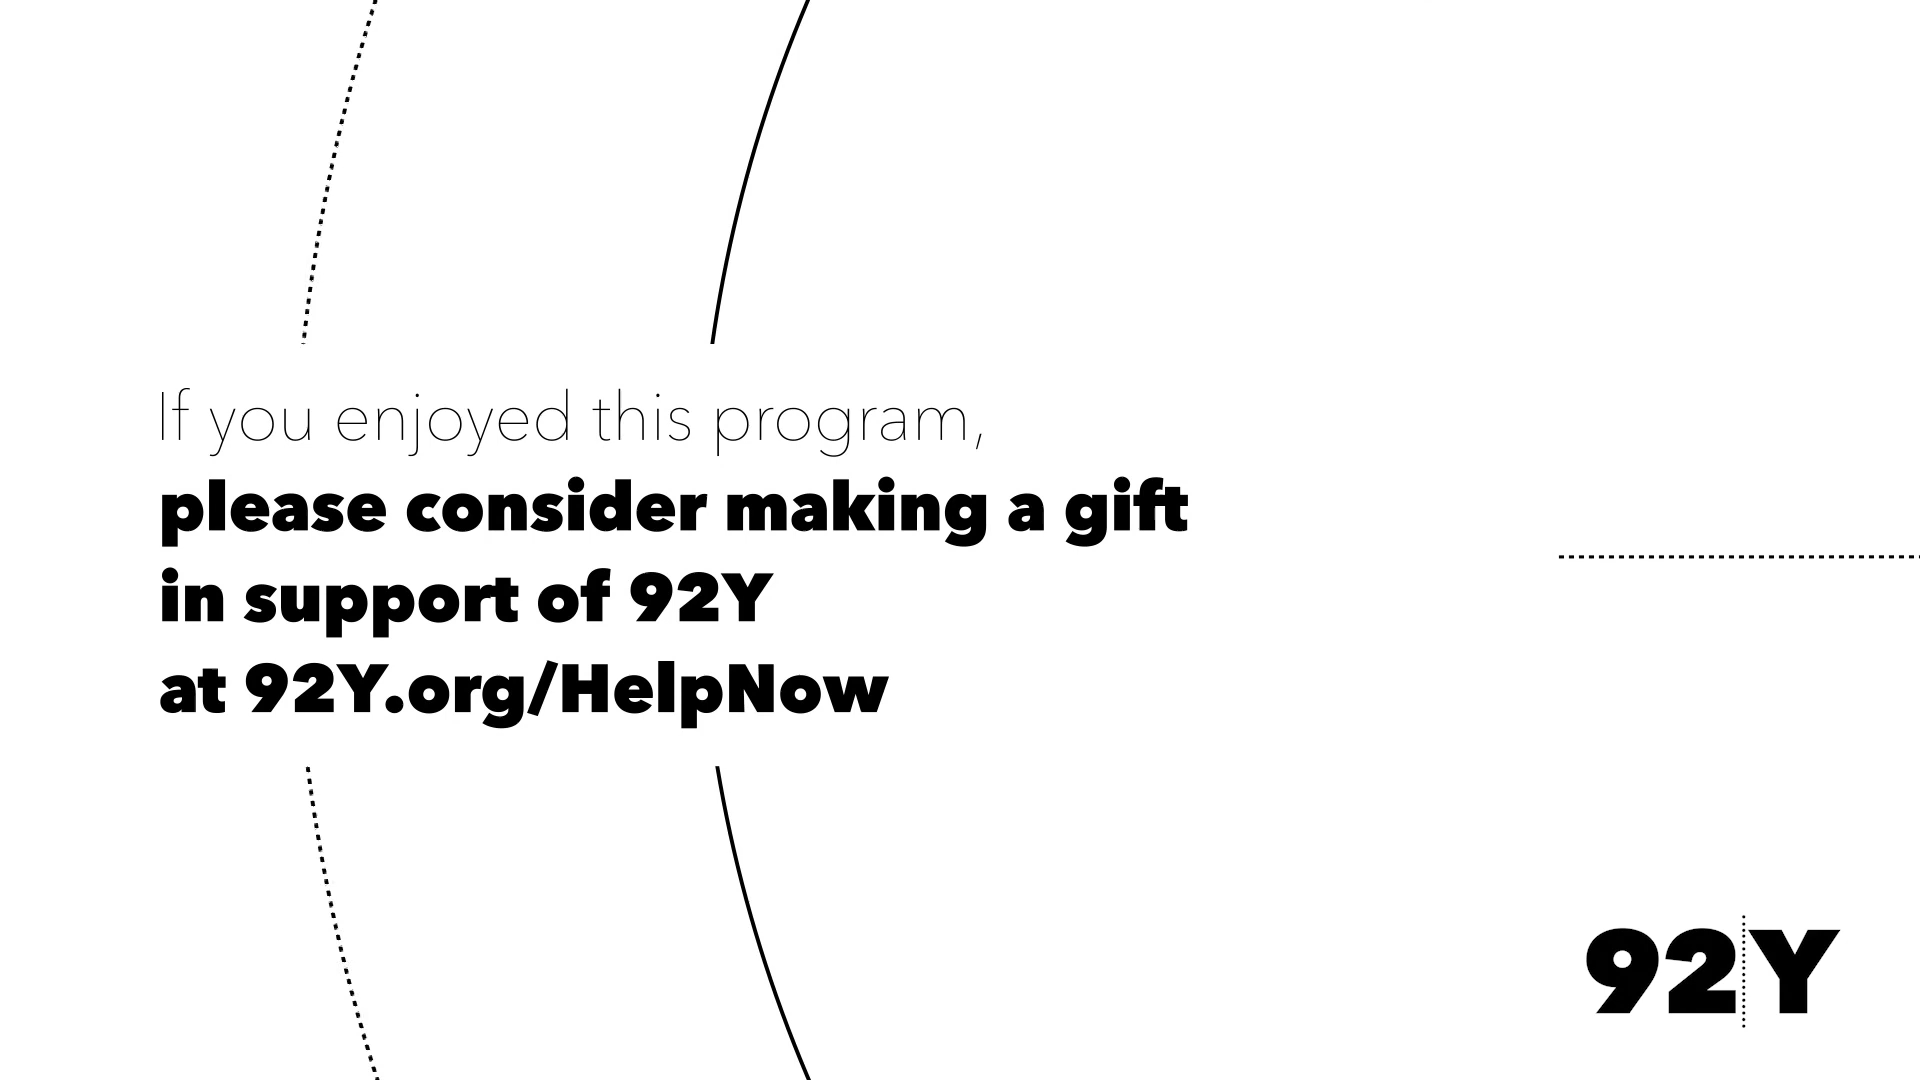 If you enjoyed this program,
please consider making a gift
in support of 92Y
at 92Y.org/HelpNow
92Y